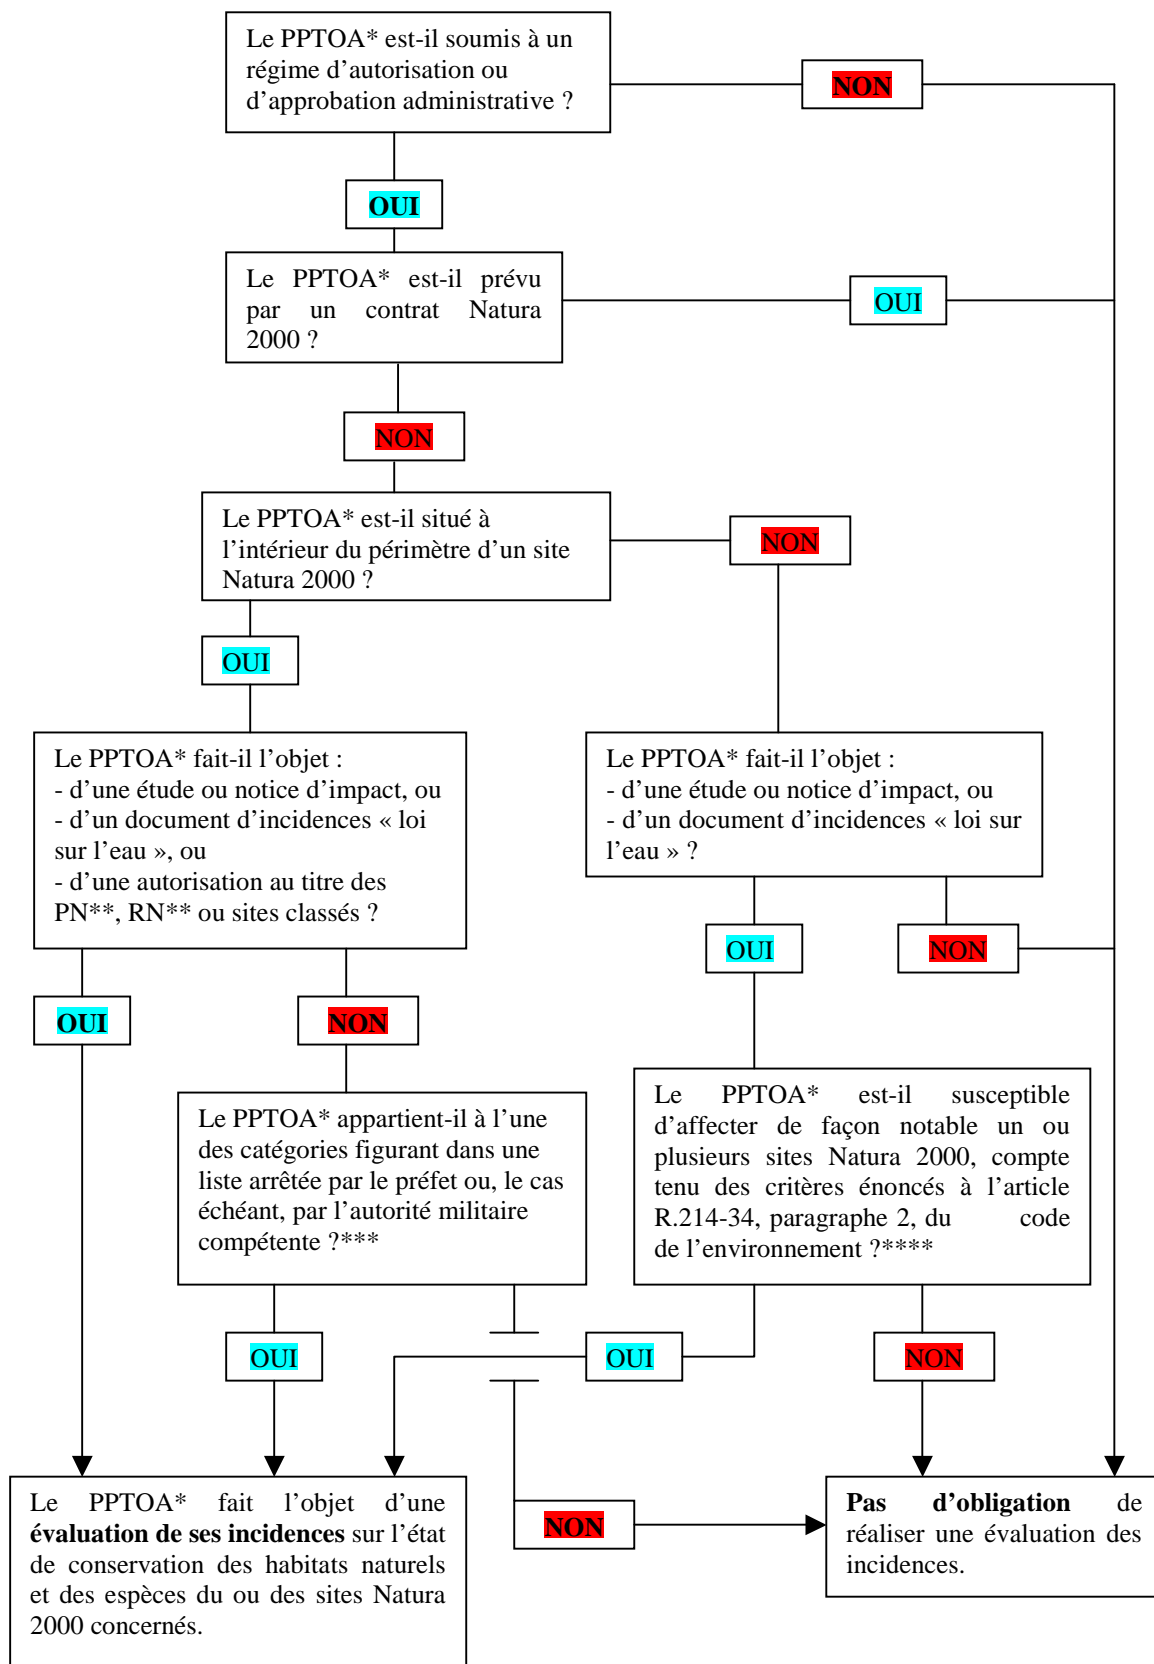 Le PPTOA* est-il soumis à un
régime d’autorisation ou
d’approbation administrative ?
NON
OUI
Le PPTOA* est-il prévu
par un contrat Natura
2000 ?
OUI
NON
Le PPTOA* est-il situé à
l’intérieur du périmètre d’un site
Natura 2000 ?
NON
OUI
Le PPTOA* fait-il l’objet :
- d’une étude ou notice d’impact, ou
- d’un document d’incidences « loi
sur l’eau », ou
- d’une autorisation au titre des
PN**, RN** ou sites classés ?
Le PPTOA* fait-il l’objet :
- d’une étude ou notice d’impact, ou
- d’un document d’incidences « loi sur
l’eau » ?
OUI
NON
OUI
NON
Le PPTOA* appartient-il à l’une
des catégories figurant dans une
liste arrêtée par le préfet ou, le cas
échéant, par l’autorité militaire
compétente ?***
Le PPTOA* est-il susceptible
d’affecter de façon notable un ou
plusieurs sites Natura 2000, compte
tenu des critères énoncés à l’article
R.214-34, paragraphe 2, du code
de l’environnement ?****
OUI
OUI
NON
Le PPTOA* fait l’objet d’une
évaluation de ses incidences sur l’état
de conservation des habitats naturels
et des espèces du ou des sites Natura
2000 concernés.
NON
Pas d’obligation de
réaliser une évaluation des
incidences.